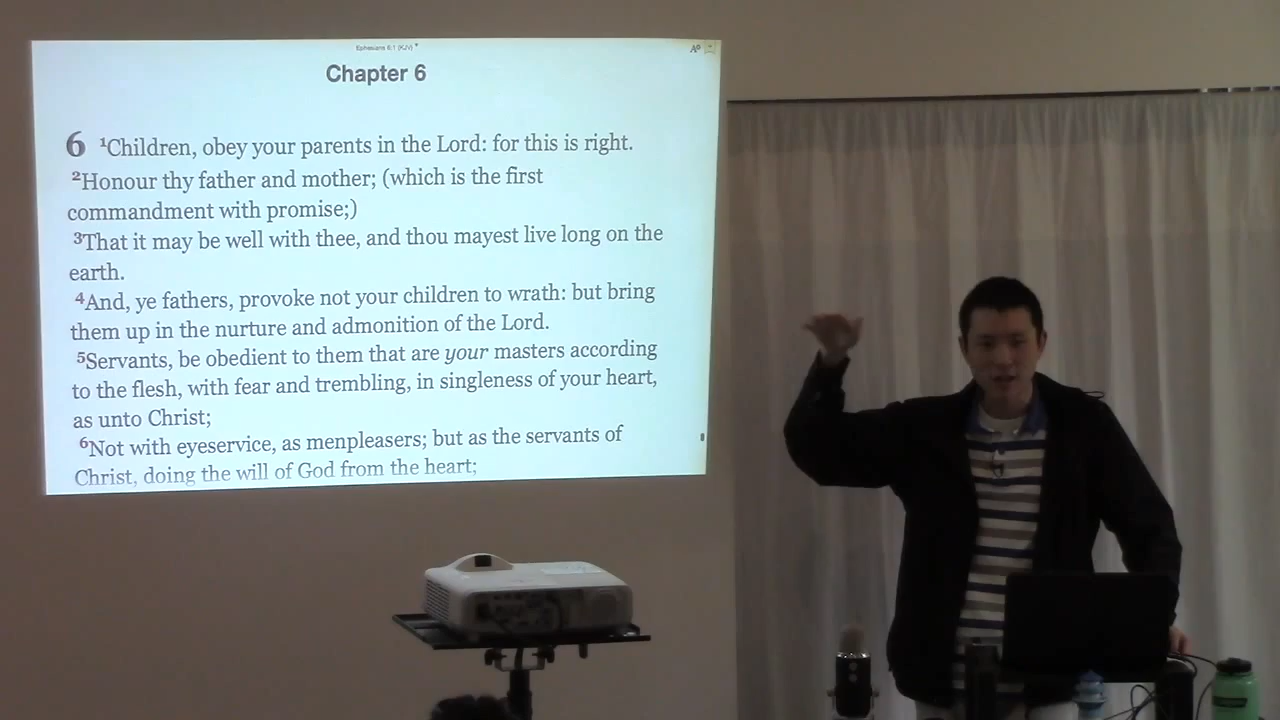 Ephesians 6:1 (KJV)
Chapter 6
6 1Children, obey your parents in the Lord: for this is right.
2Honour thy father and mother; (which is the first
commandment with promise;)
3That it may be well with thee, and thou mayest live long on the
earth.
4And, ye fathers, provoke not your children to wrath: but bring
them up in the nurture and admonition of the Lord.
5Servants, be obedient to them that are your masters according
to the flesh, with fear and trembling, in singleness of your heart,
as unto Christ;
6Not with eyeservice, as menpleasers; but as the servants of
Christ, doing the will of God from the heart;